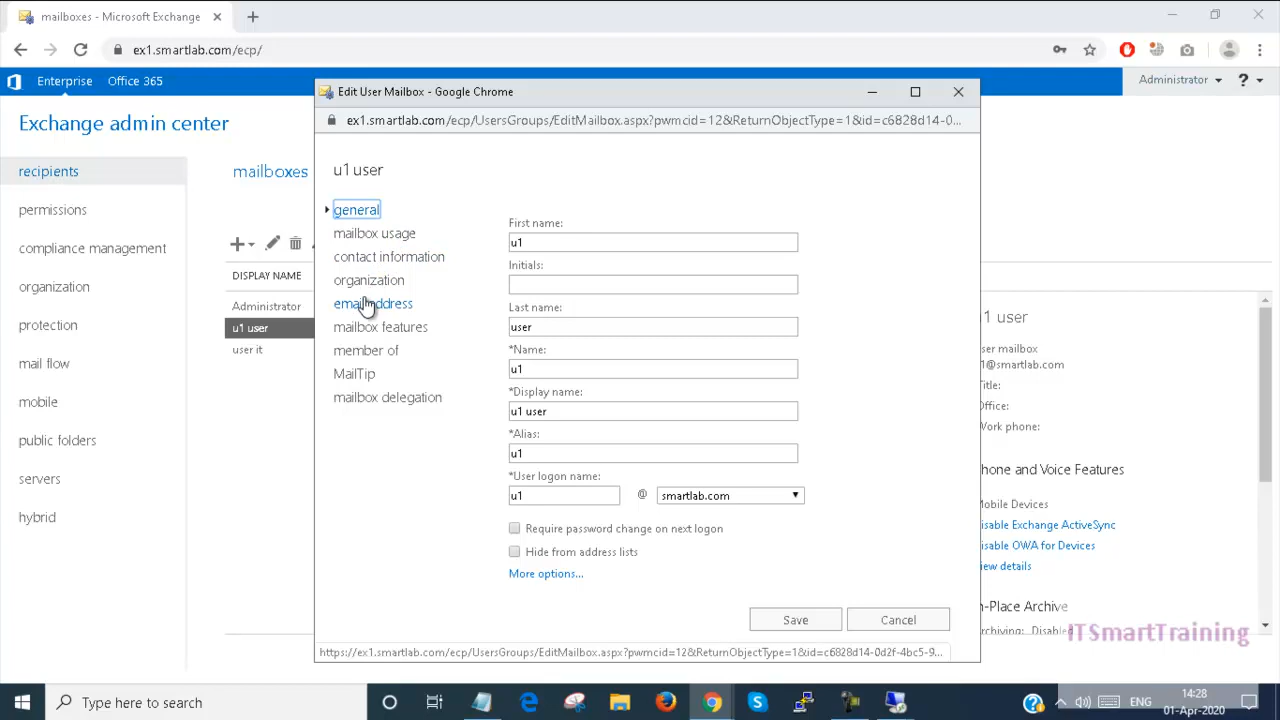 mailboxes - Microsoft Exchange
ex1.smartlab.com/ecp/
Enterprise Office 365
Administrator ?
Exchange admin center
recipients
permissions
compliance management
organization
protection
mail flow
mobile
public folders
servers
hybrid
mailboxes
DISPLAY NAME
Administrator
u1 user
user it
Edit User Mailbox - Google Chrome
ex1.smartlab.com/ecp/UsersGroups/EditMailbox.aspx?pwmcid=12&ReturnObjectType=1&id=c6828d14-0...
u1 user
general
mailbox usage
contact information
organization
email address
mailbox features
member of
MailTip
mailbox delegation
First name:
u1
Initials:
Last name:
user
*Name:
u1
*Display name:
u1 user
*Alias:
u1
*User logon name:
u1 @ smartlab.com
Require password change on next logon
Hide from address lists
More options...
Save Cancel
https://ex1.smartlab.com/ecp/UsersGroups/EditMailbox.aspx?pwmcid=12&ReturnObjectType=1&id=c6828d14-0d2f-4bc5-9...
1 user
ser mailbox
1@smartlab.com
Title:
Office:
Work phone:
hone and Voice Features
Mobile Devices
isable Exchange ActiveSync
isable OWA for Devices
iew details
n-Place Archive
rchiving: Disabled
ITSmartTraining
Type here to search
ENG
14:28
01-Apr-2020